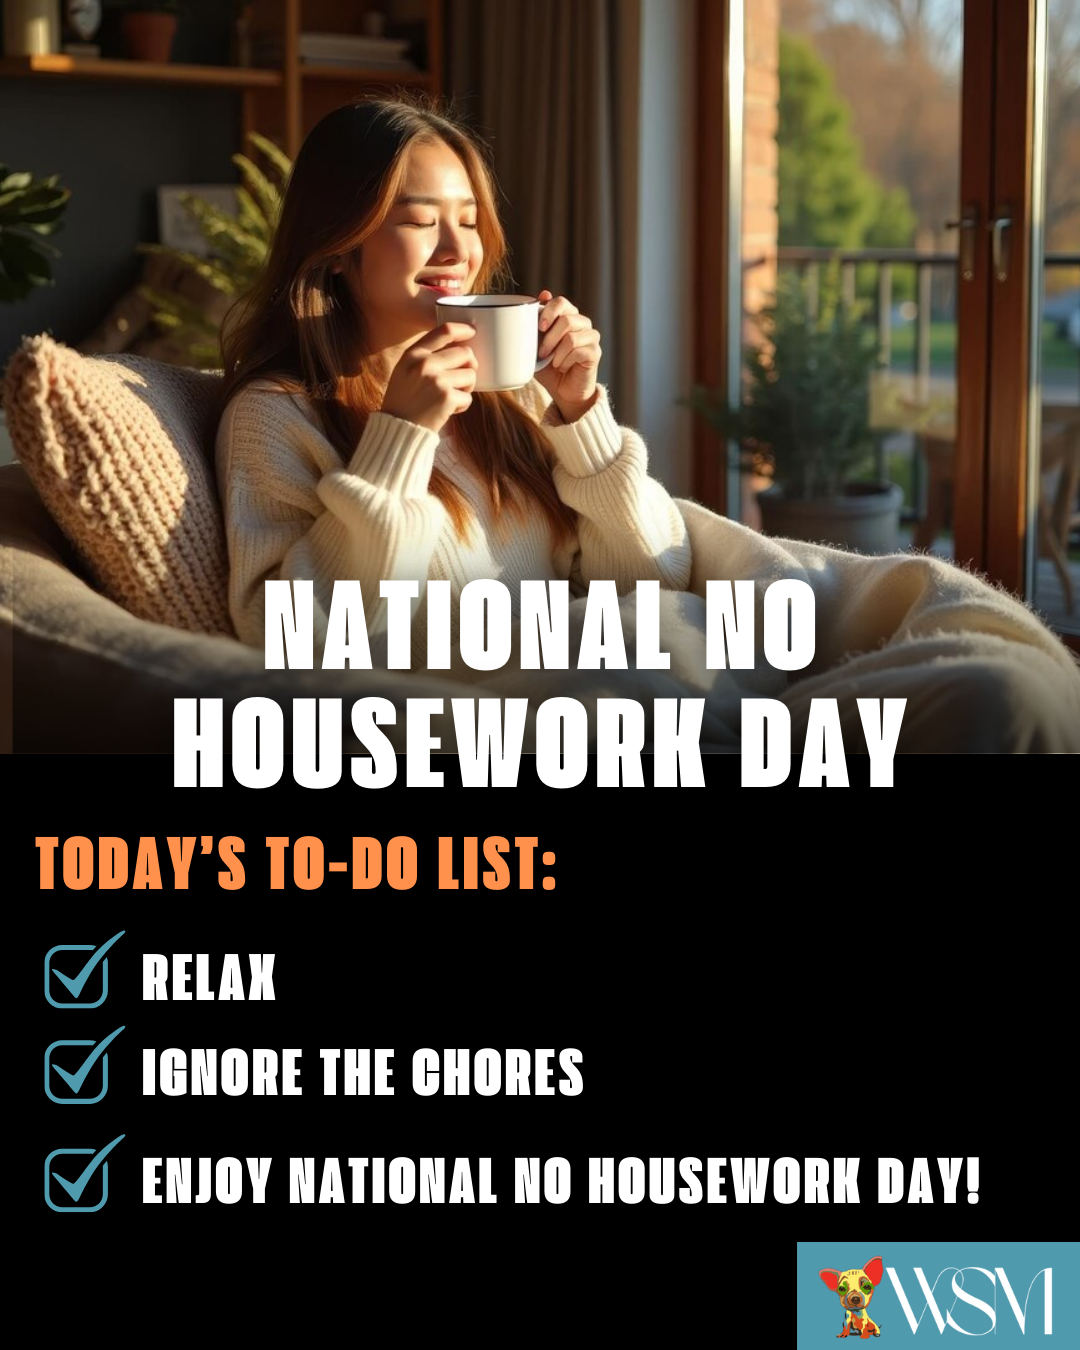 NATIONAL NO
HOUSEWORK DAY
TODAY’S TO-DO LIST:
RELAX
IGNORE THE CHORES
ENJOY NATIONAL NO HOUSEWORK DAY!
WSM